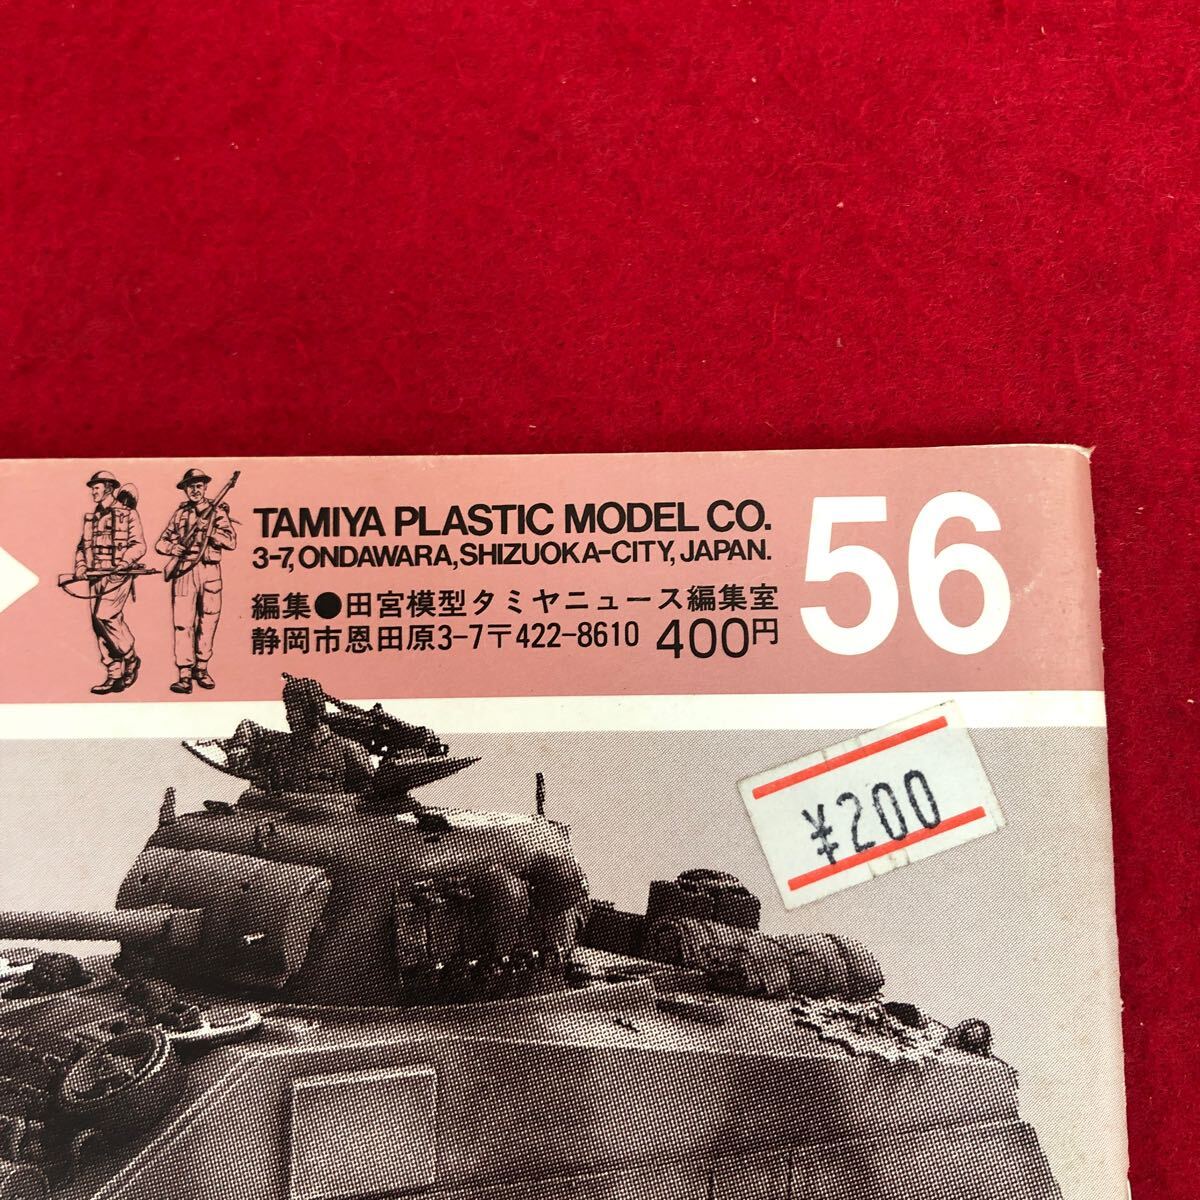 TAMIYA PLASTIC MODEL CO.
3-7, ONDAWARA, SHIZUOKA-CITY, JAPAN.
編集●田宮模型タミヤニュース編集室
静岡市恩田原3-7〒422-8610 400円
56
¥200